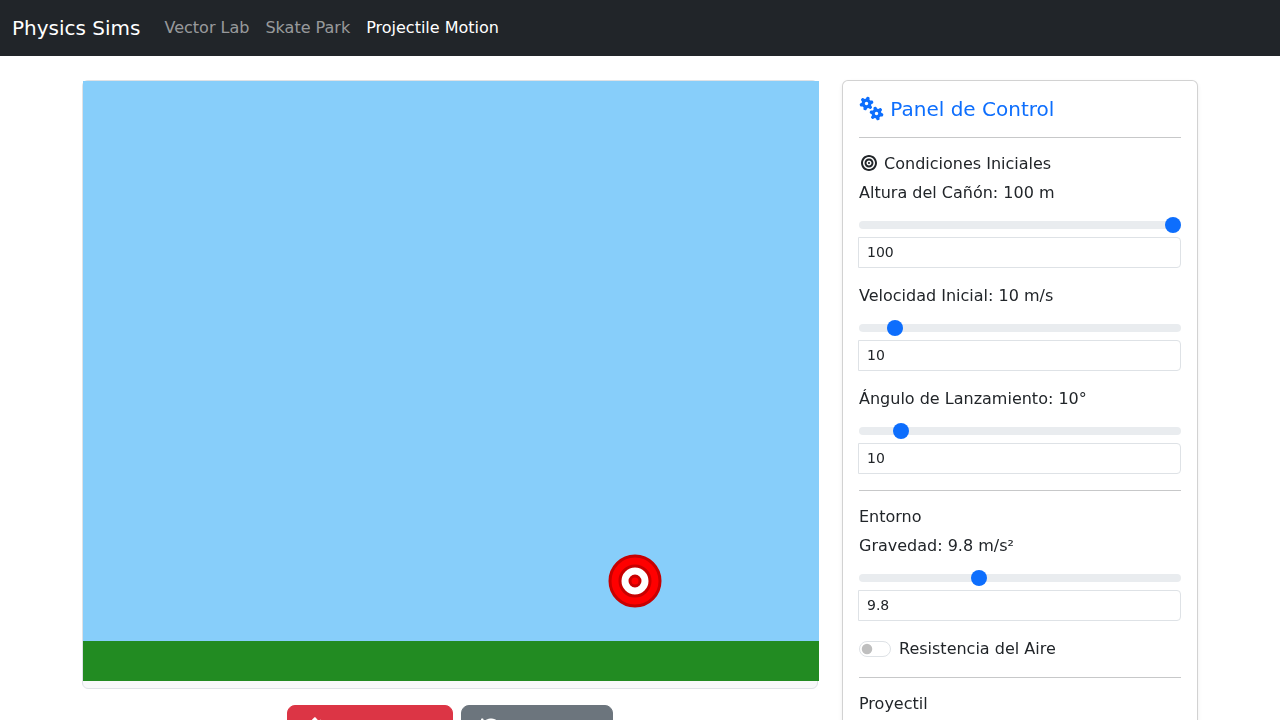 Physics Sims Vector Lab Skate Park Projectile Motion
Panel de Control
Condiciones Iniciales
Altura del Cañón: 100 m
100
Velocidad Inicial: 10 m/s
10
Ángulo de Lanzamiento: 10°
10
Entorno
Gravedad: 9.8 m/s²
9.8
Resistencia del Aire
Proyectil